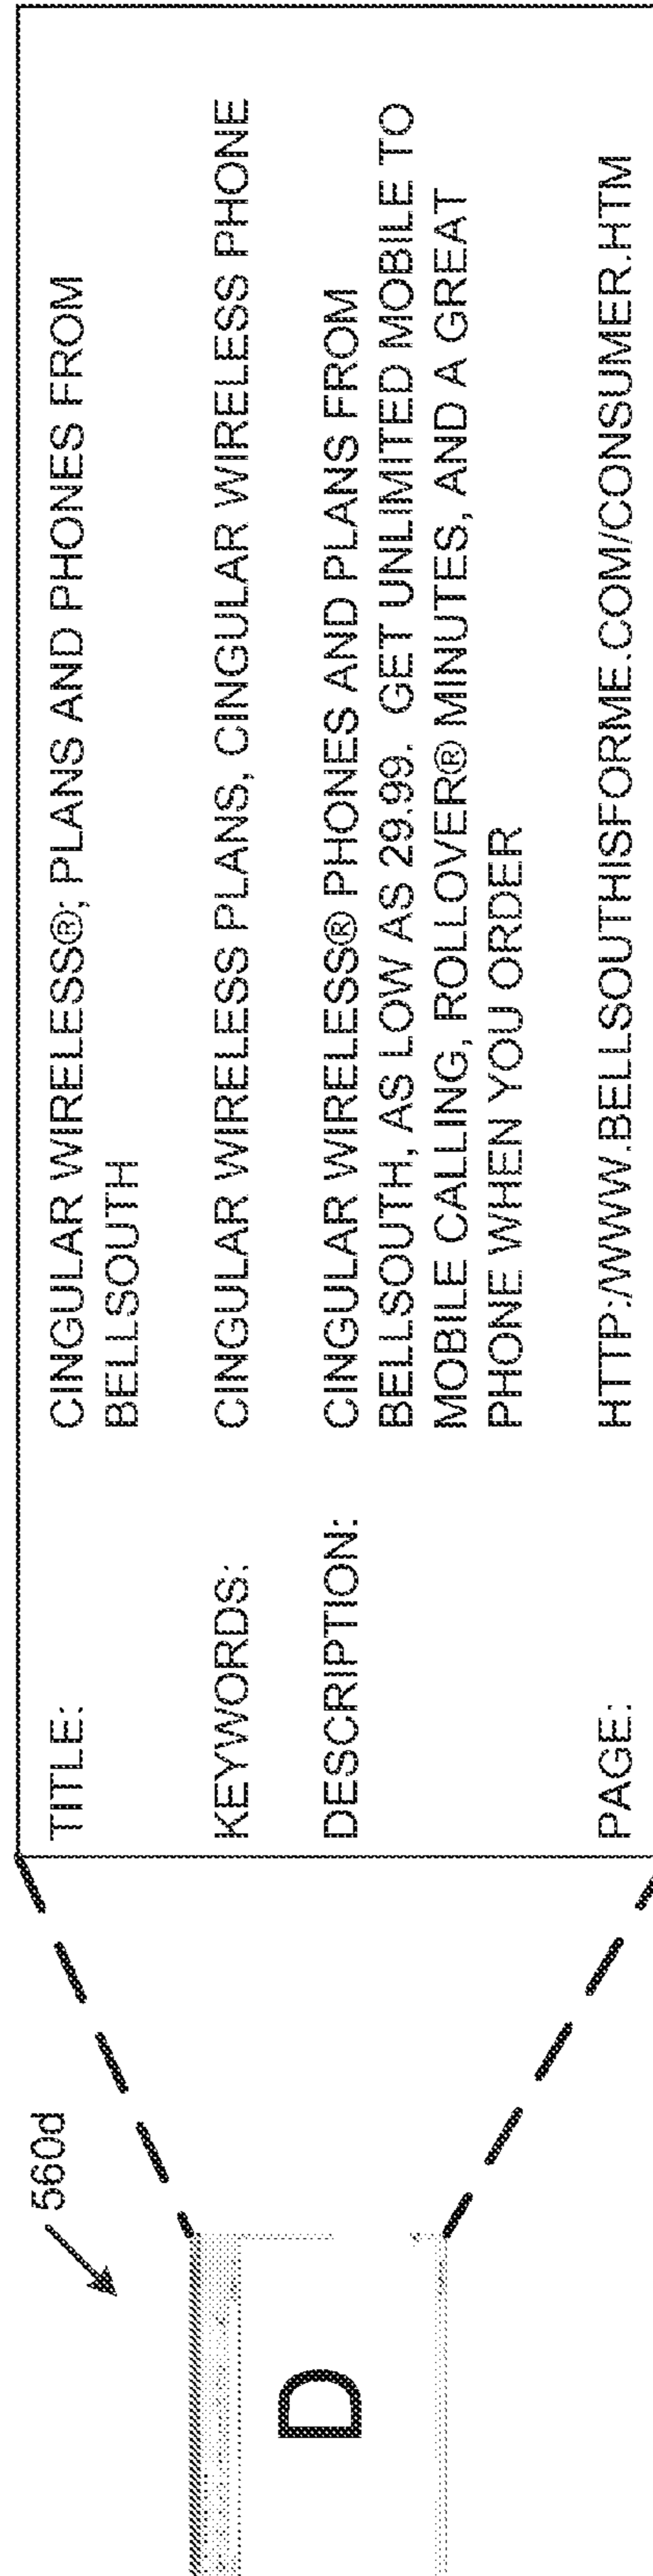 560d
D
TITLE:
CINGULAR WIRELESS®; PLANS AND PHONES FROM
BELLSOUTH
KEYWORDS:
CINGULAR WIRELESS PLANS, CINGULAR WIRELESS PHONE
DESCRIPTION:
CINGULAR WIRELESS® PHONES AND PLANS FROM
BELLSOUTH, AS LOW AS 29.99. GET UNLIMITED MOBILE TO
MOBILE CALLING, ROLLOVER® MINUTES, AND A GREAT
PHONE WHEN YOU ORDER
PAGE:
HTTP://WWW.BELLSOUTHISFORME.COM/CONSUMER.HTM